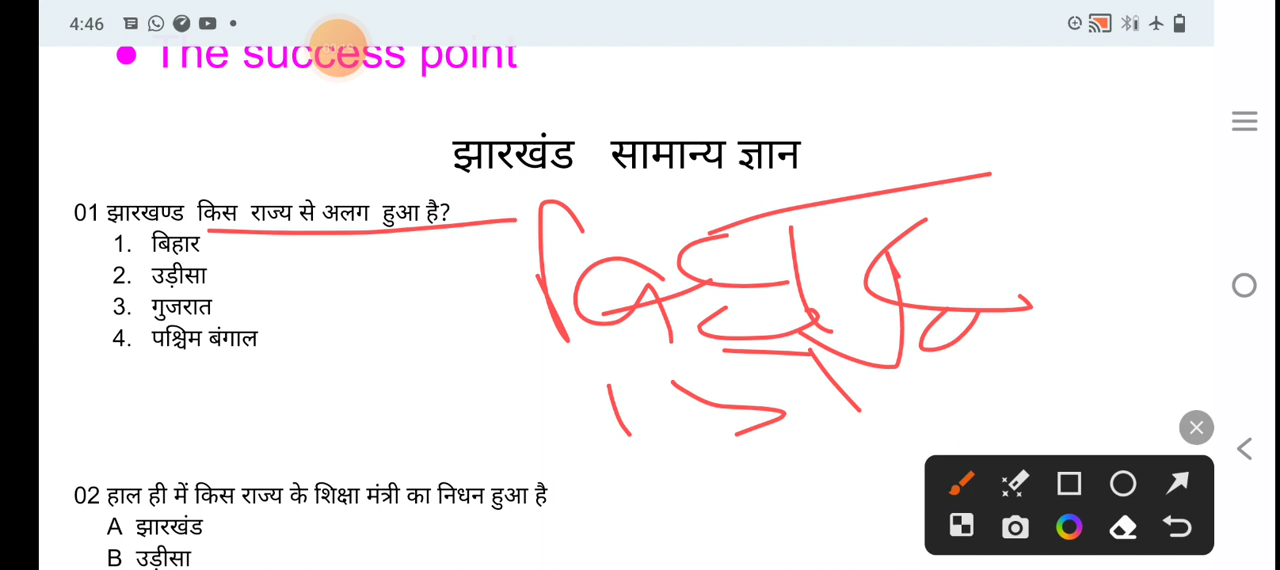 4:46
• The success point
झारखंड सामान्य ज्ञान
01 झारखण्ड किस राज्य से अलग हुआ है?
1. बिहार
2. उड़ीसा
3. गुजरात
4. पश्चिम बंगाल
02 हाल ही में किस राज्य के शिक्षा मंत्री का निधन हुआ है
A झारखंड
B उड़ीसा